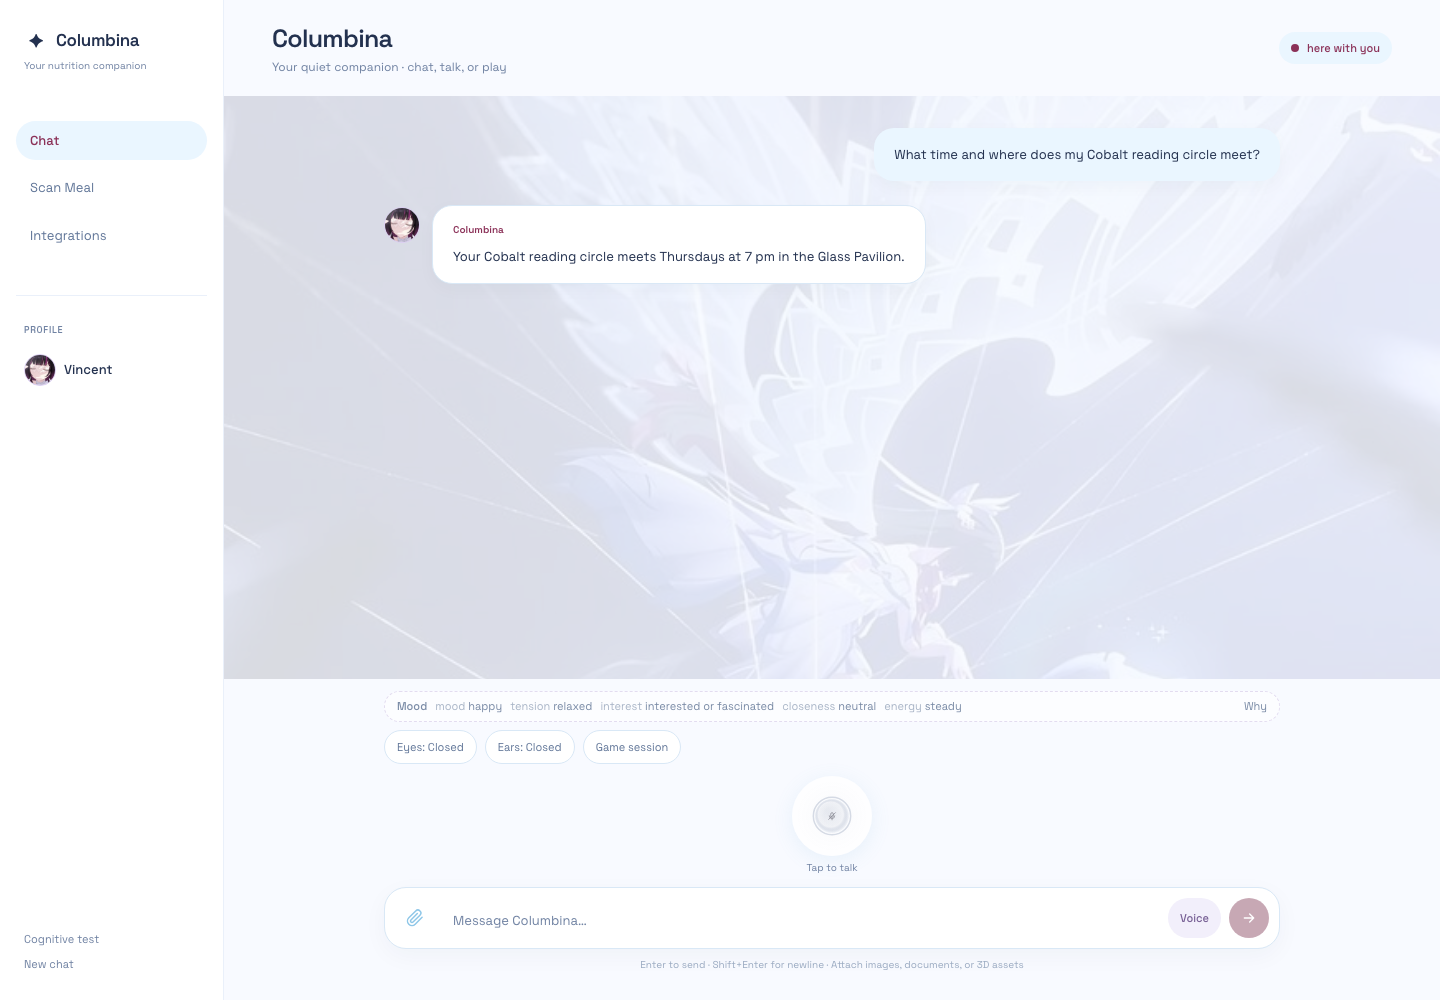 Columbina
Your nutrition companion
Chat
Scan Meal
Integrations
PROFILE
Vincent
Cognitive test
New chat
Columbina
Your quiet companion · chat, talk, or play
here with you
What time and where does my Cobalt reading circle meet?
Columbina
Your Cobalt reading circle meets Thursdays at 7 pm in the Glass Pavilion.
Mood mood happy tension relaxed interest interested or fascinated closeness neutral energy steady Why
Eyes: Closed Ears: Closed Game session
Tap to talk
Message Columbina...
Voice
Enter to send · Shift+Enter for newline · Attach images, documents, or 3D assets